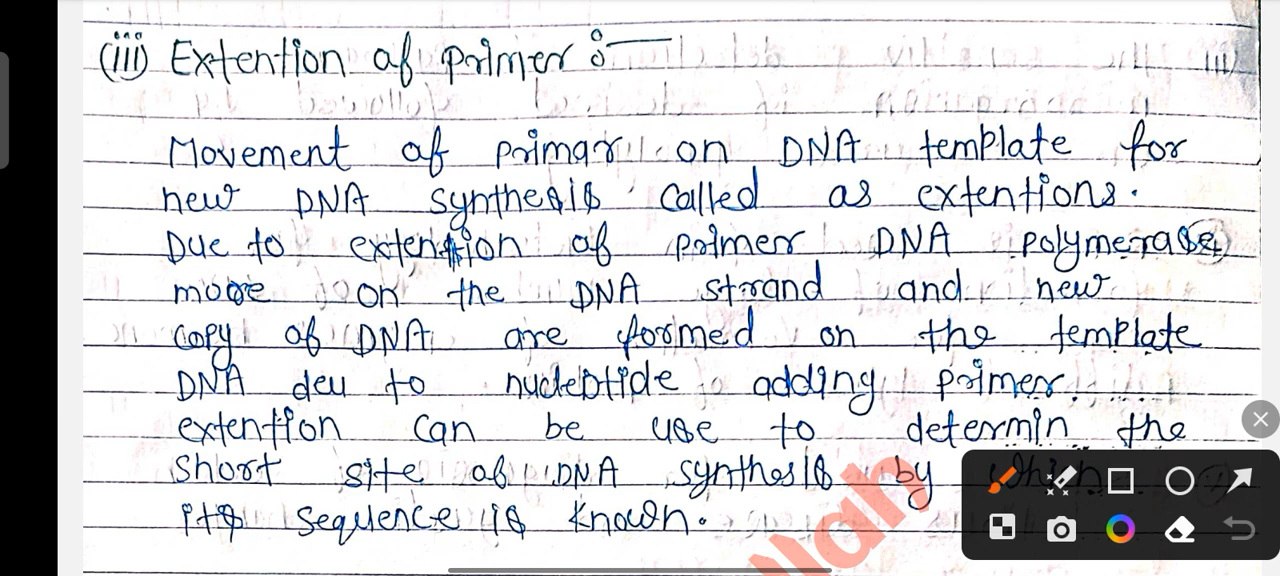 (iii) Extention of primer :-
Movement of primar on DNA template for
new DNA synthesis called as extentions.
Due to extension of primer DNA polymerase
move on the DNA strand and new
copy of DNA are formed on the template
DNA deu to nucleotide adding primer.
extention can be use to determin the
short site of DNA synthesis by which
its sequence is known.
llah